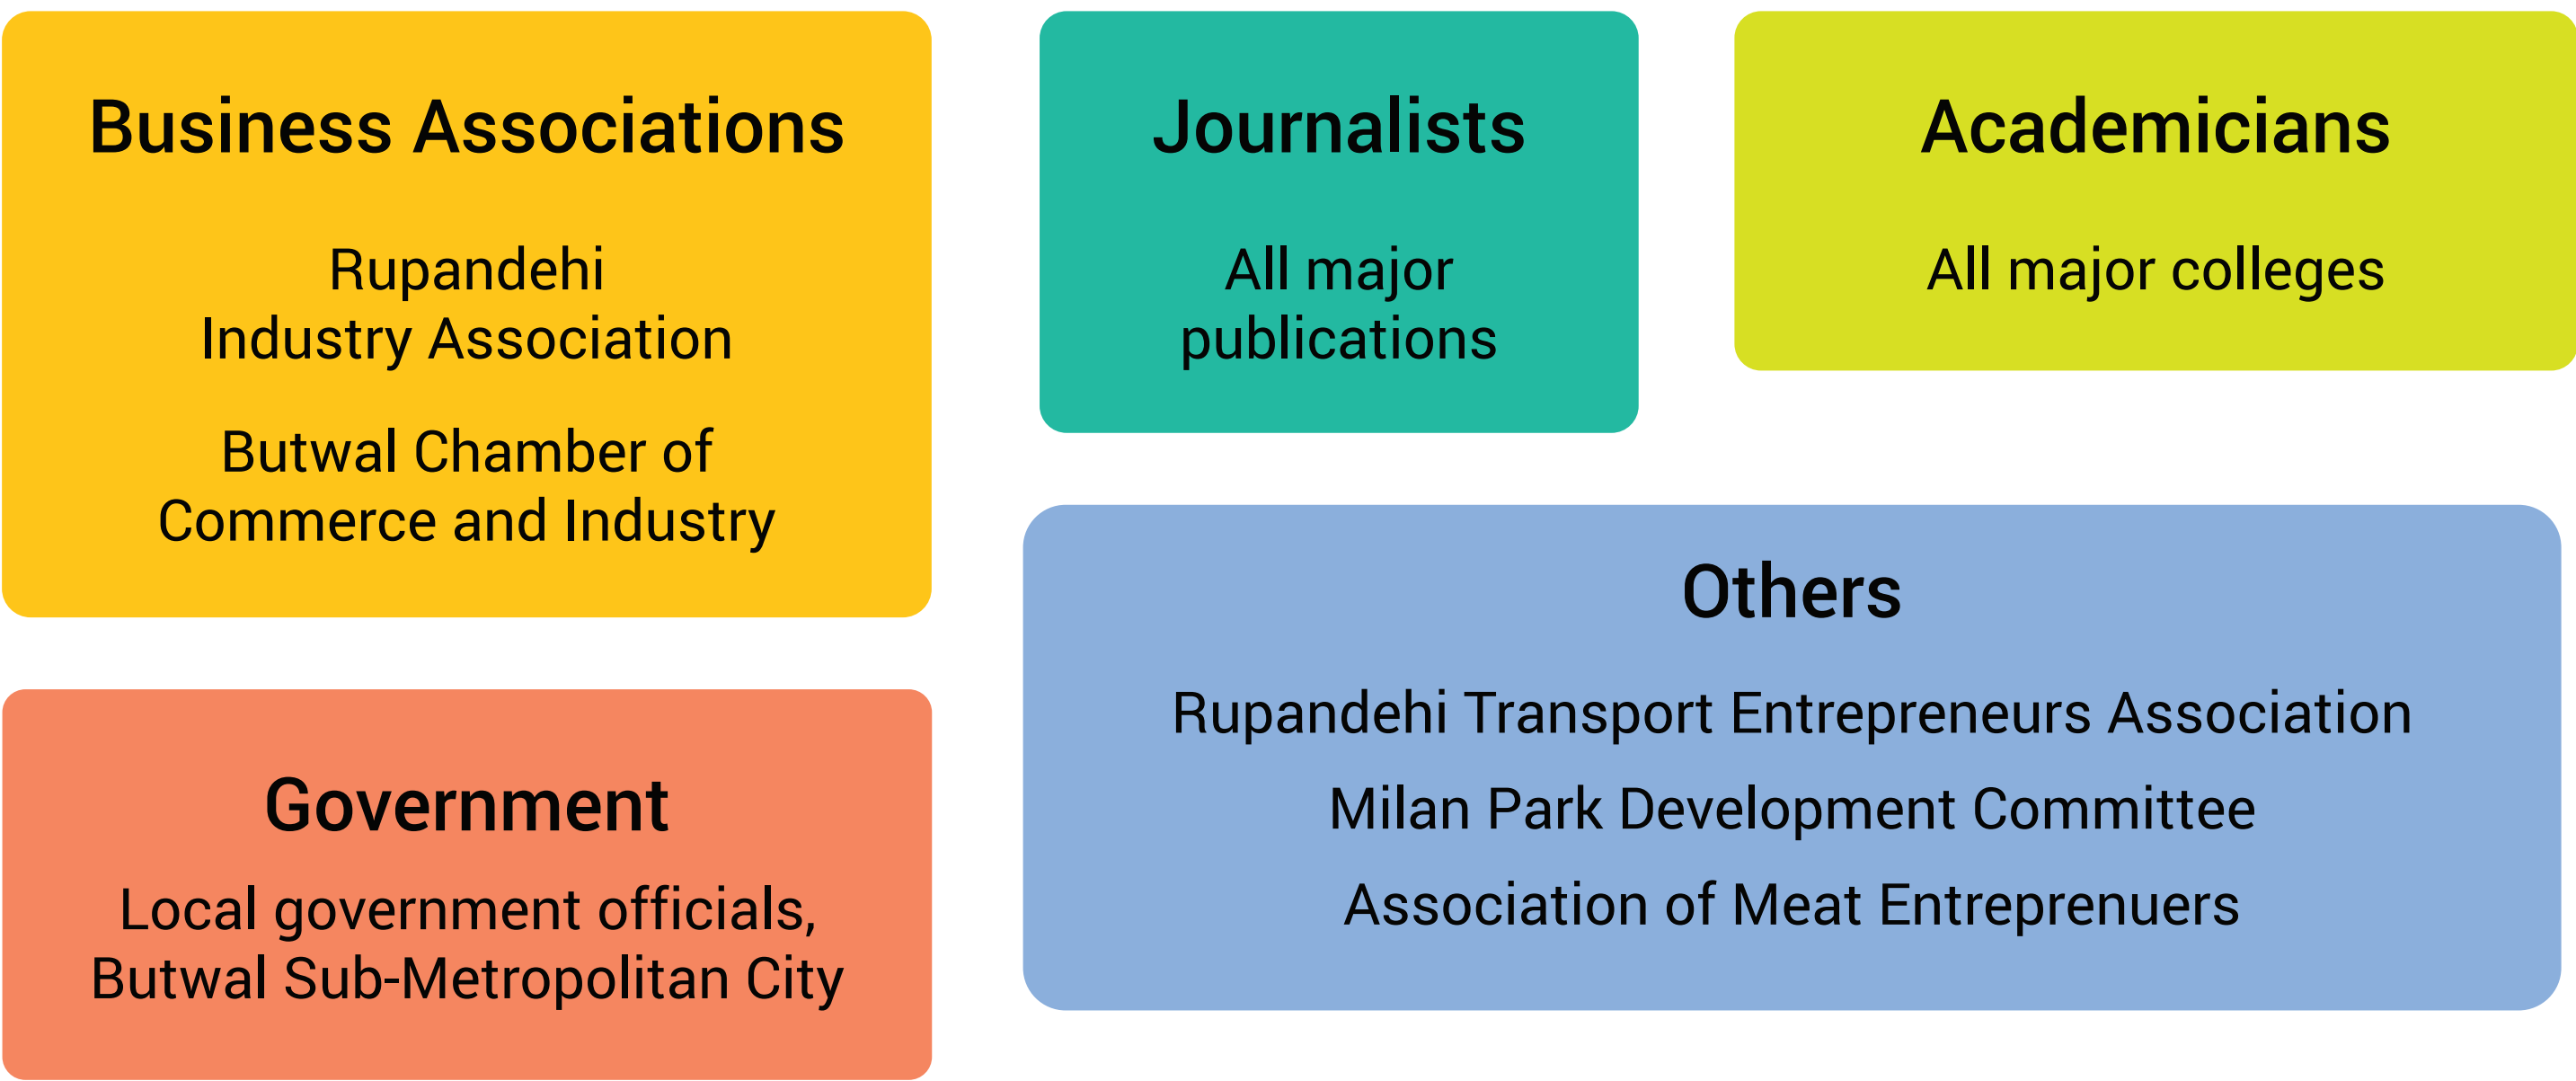 Business Associations
Rupandehi
Industry Association
Butwal Chamber of
Commerce and Industry
Journalists
All major
publications
Academicians
All major colleges
Government
Local government officials,
Butwal Sub-Metropolitan City
Others
Rupandehi Transport Entrepreneurs Association
Milan Park Development Committee
Association of Meat Entreprenuers